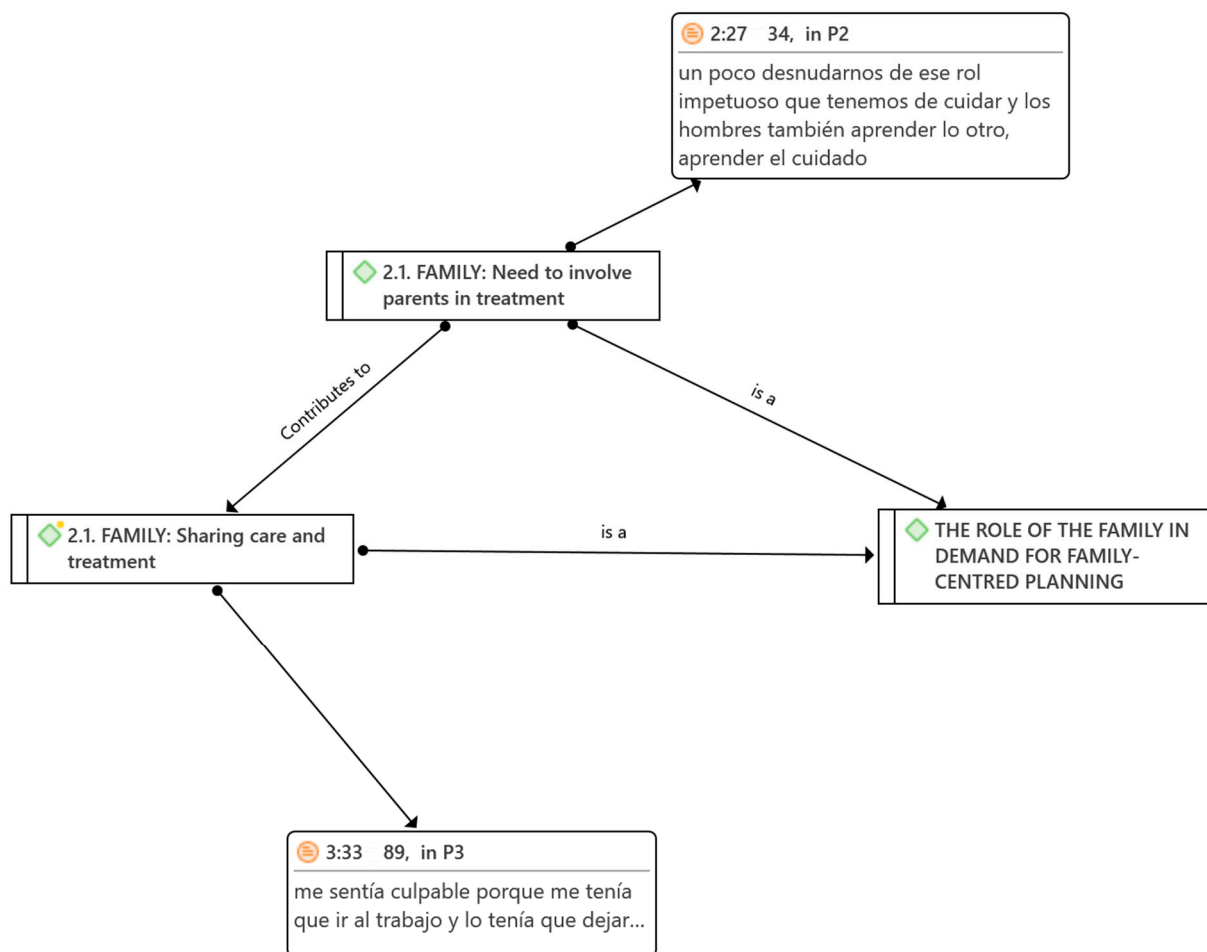 2:27 34, in P2
un poco desnudarnos de ese rol
impetuoso que tenemos de cuidar y los
hombres también aprender lo otro,
aprender el cuidado
2.1. FAMILY: Need to involve
parents in treatment
Contributes to
is a
2.1. FAMILY: Sharing care and
treatment
is a
THE ROLE OF THE FAMILY IN
DEMAND FOR FAMILY-
CENTRED PLANNING
3:33 89, in P3
me sentía culpable porque me tenía
que ir al trabajo y lo tenía que dejar...